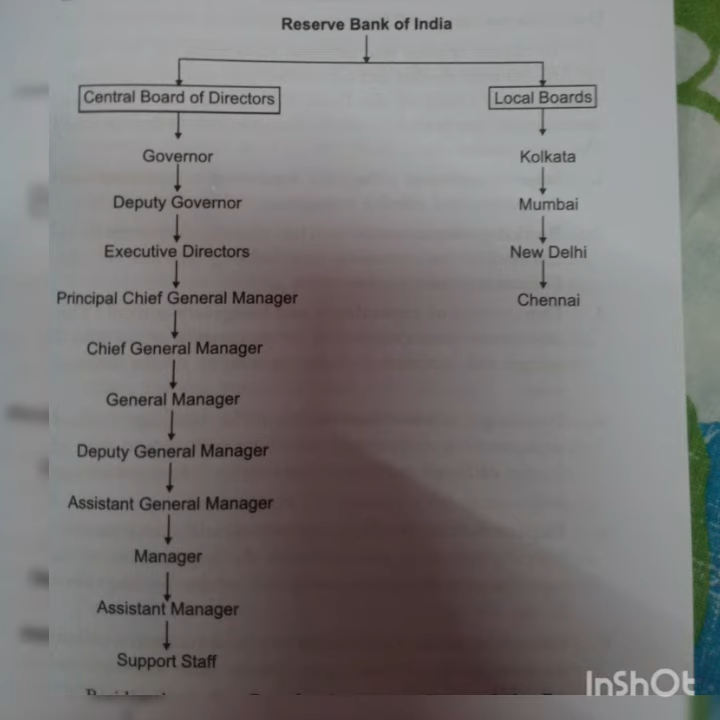 Reserve Bank of India
Central Board of Directors
Local Boards
Governor
Kolkata
Deputy Governor
Mumbai
Executive Directors
New Delhi
Principal Chief General Manager
Chennai
Chief General Manager
General Manager
Deputy General Manager
Assistant General Manager
Manager
Assistant Manager
Support Staff
InShOt